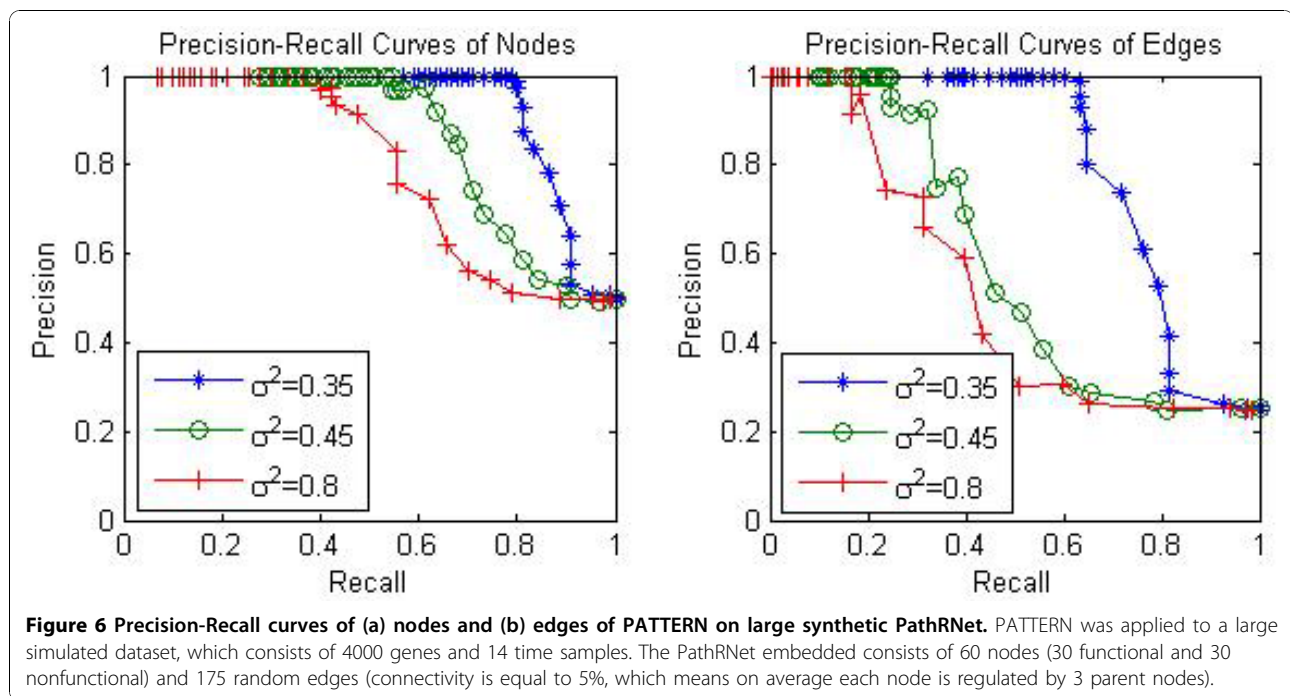 Precision-Recall Curves of Nodes
1
0.8
0.6
0.4
0.2
0
Precision
0 0.2 0.4 0.6 0.8 1
Recall
σ²=0.35
σ²=0.45
σ²=0.8
Precision-Recall Curves of Edges
1
0.8
0.6
0.4
0.2
0
Precision
0 0.2 0.4 0.6 0.8 1
Recall
σ²=0.35
σ²=0.45
σ²=0.8
Figure 6 Precision-Recall curves of (a) nodes and (b) edges of PATTERN on large synthetic PathRNet. PATTERN was applied to a large
simulated dataset, which consists of 4000 genes and 14 time samples. The PathRNet embedded consists of 60 nodes (30 functional and 30
nonfunctional) and 175 random edges (connectivity is equal to 5%, which means on average each node is regulated by 3 parent nodes).